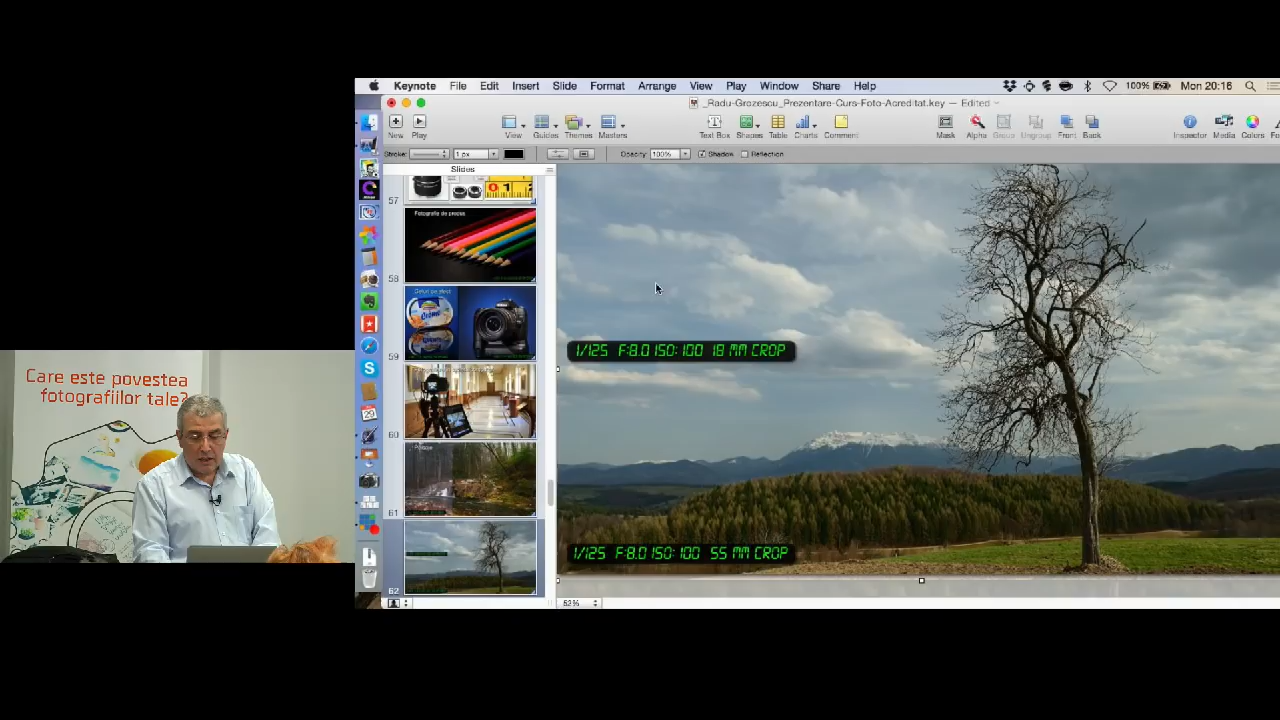 Keynote File Edit Insert Slide Format Arrange View Play Window Share Help 100% Mon 20:16
_Radu-Grozescu_Prezentare-Curs-Foto-Acreditat.key — Edited
New Play View Guides Themes Masters Text Box Shapes Table Charts Comment Mask Alpha Group Ungroup Front Back Inspector Media Colors
Stroke: 1 px Opacity: 100% Shadow Reflection
Slides
57
Fotografie de produs
58
59
60
61
62
1/125 F:8.0 ISO:100 18 MM CROP
1/125 F:8.0 ISO:100 55 MM CROP
52%
Care este povestea
fotografiilor tale?